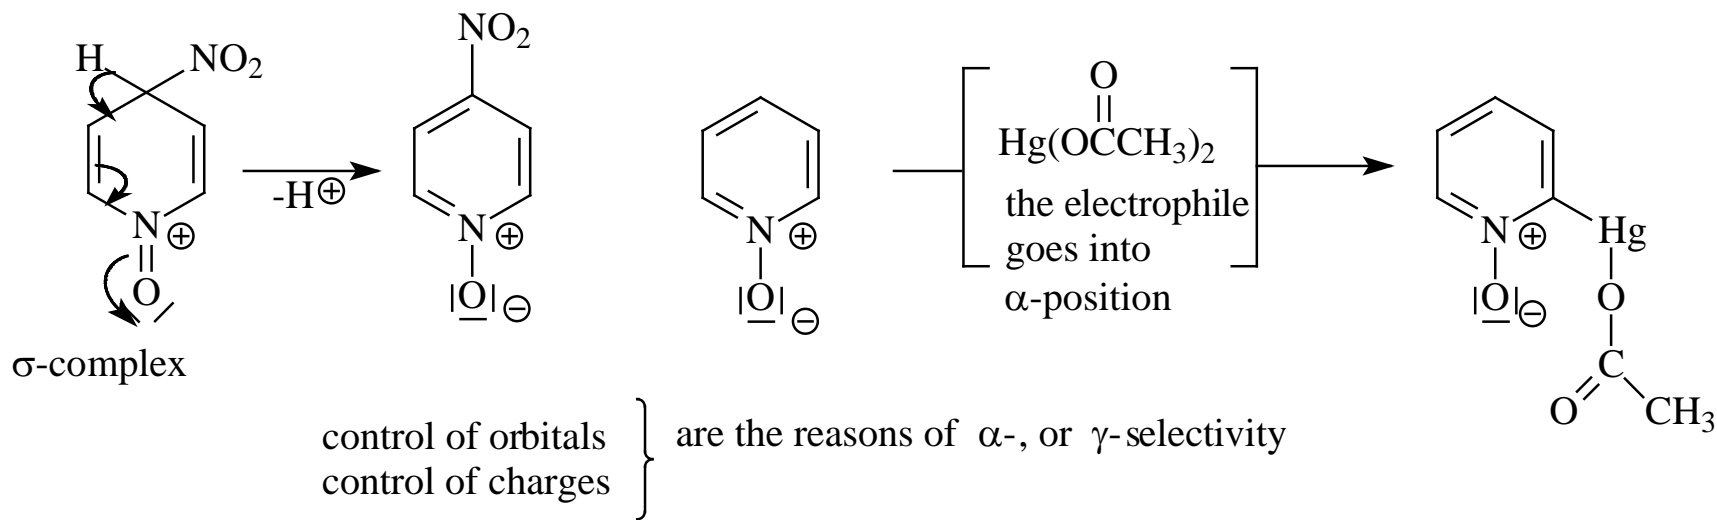 H NO₂
N⊕
O
σ-complex
-H⊕
NO₂
N⊕
|O|⊖
N⊕
|O|⊖
O
Hg(OCCH₃)₂
the electrophile
goes into
α-position
N⊕ Hg
|O|⊖ O
C
O CH₃
control of orbitals
control of charges
are the reasons of α-, or γ-selectivity